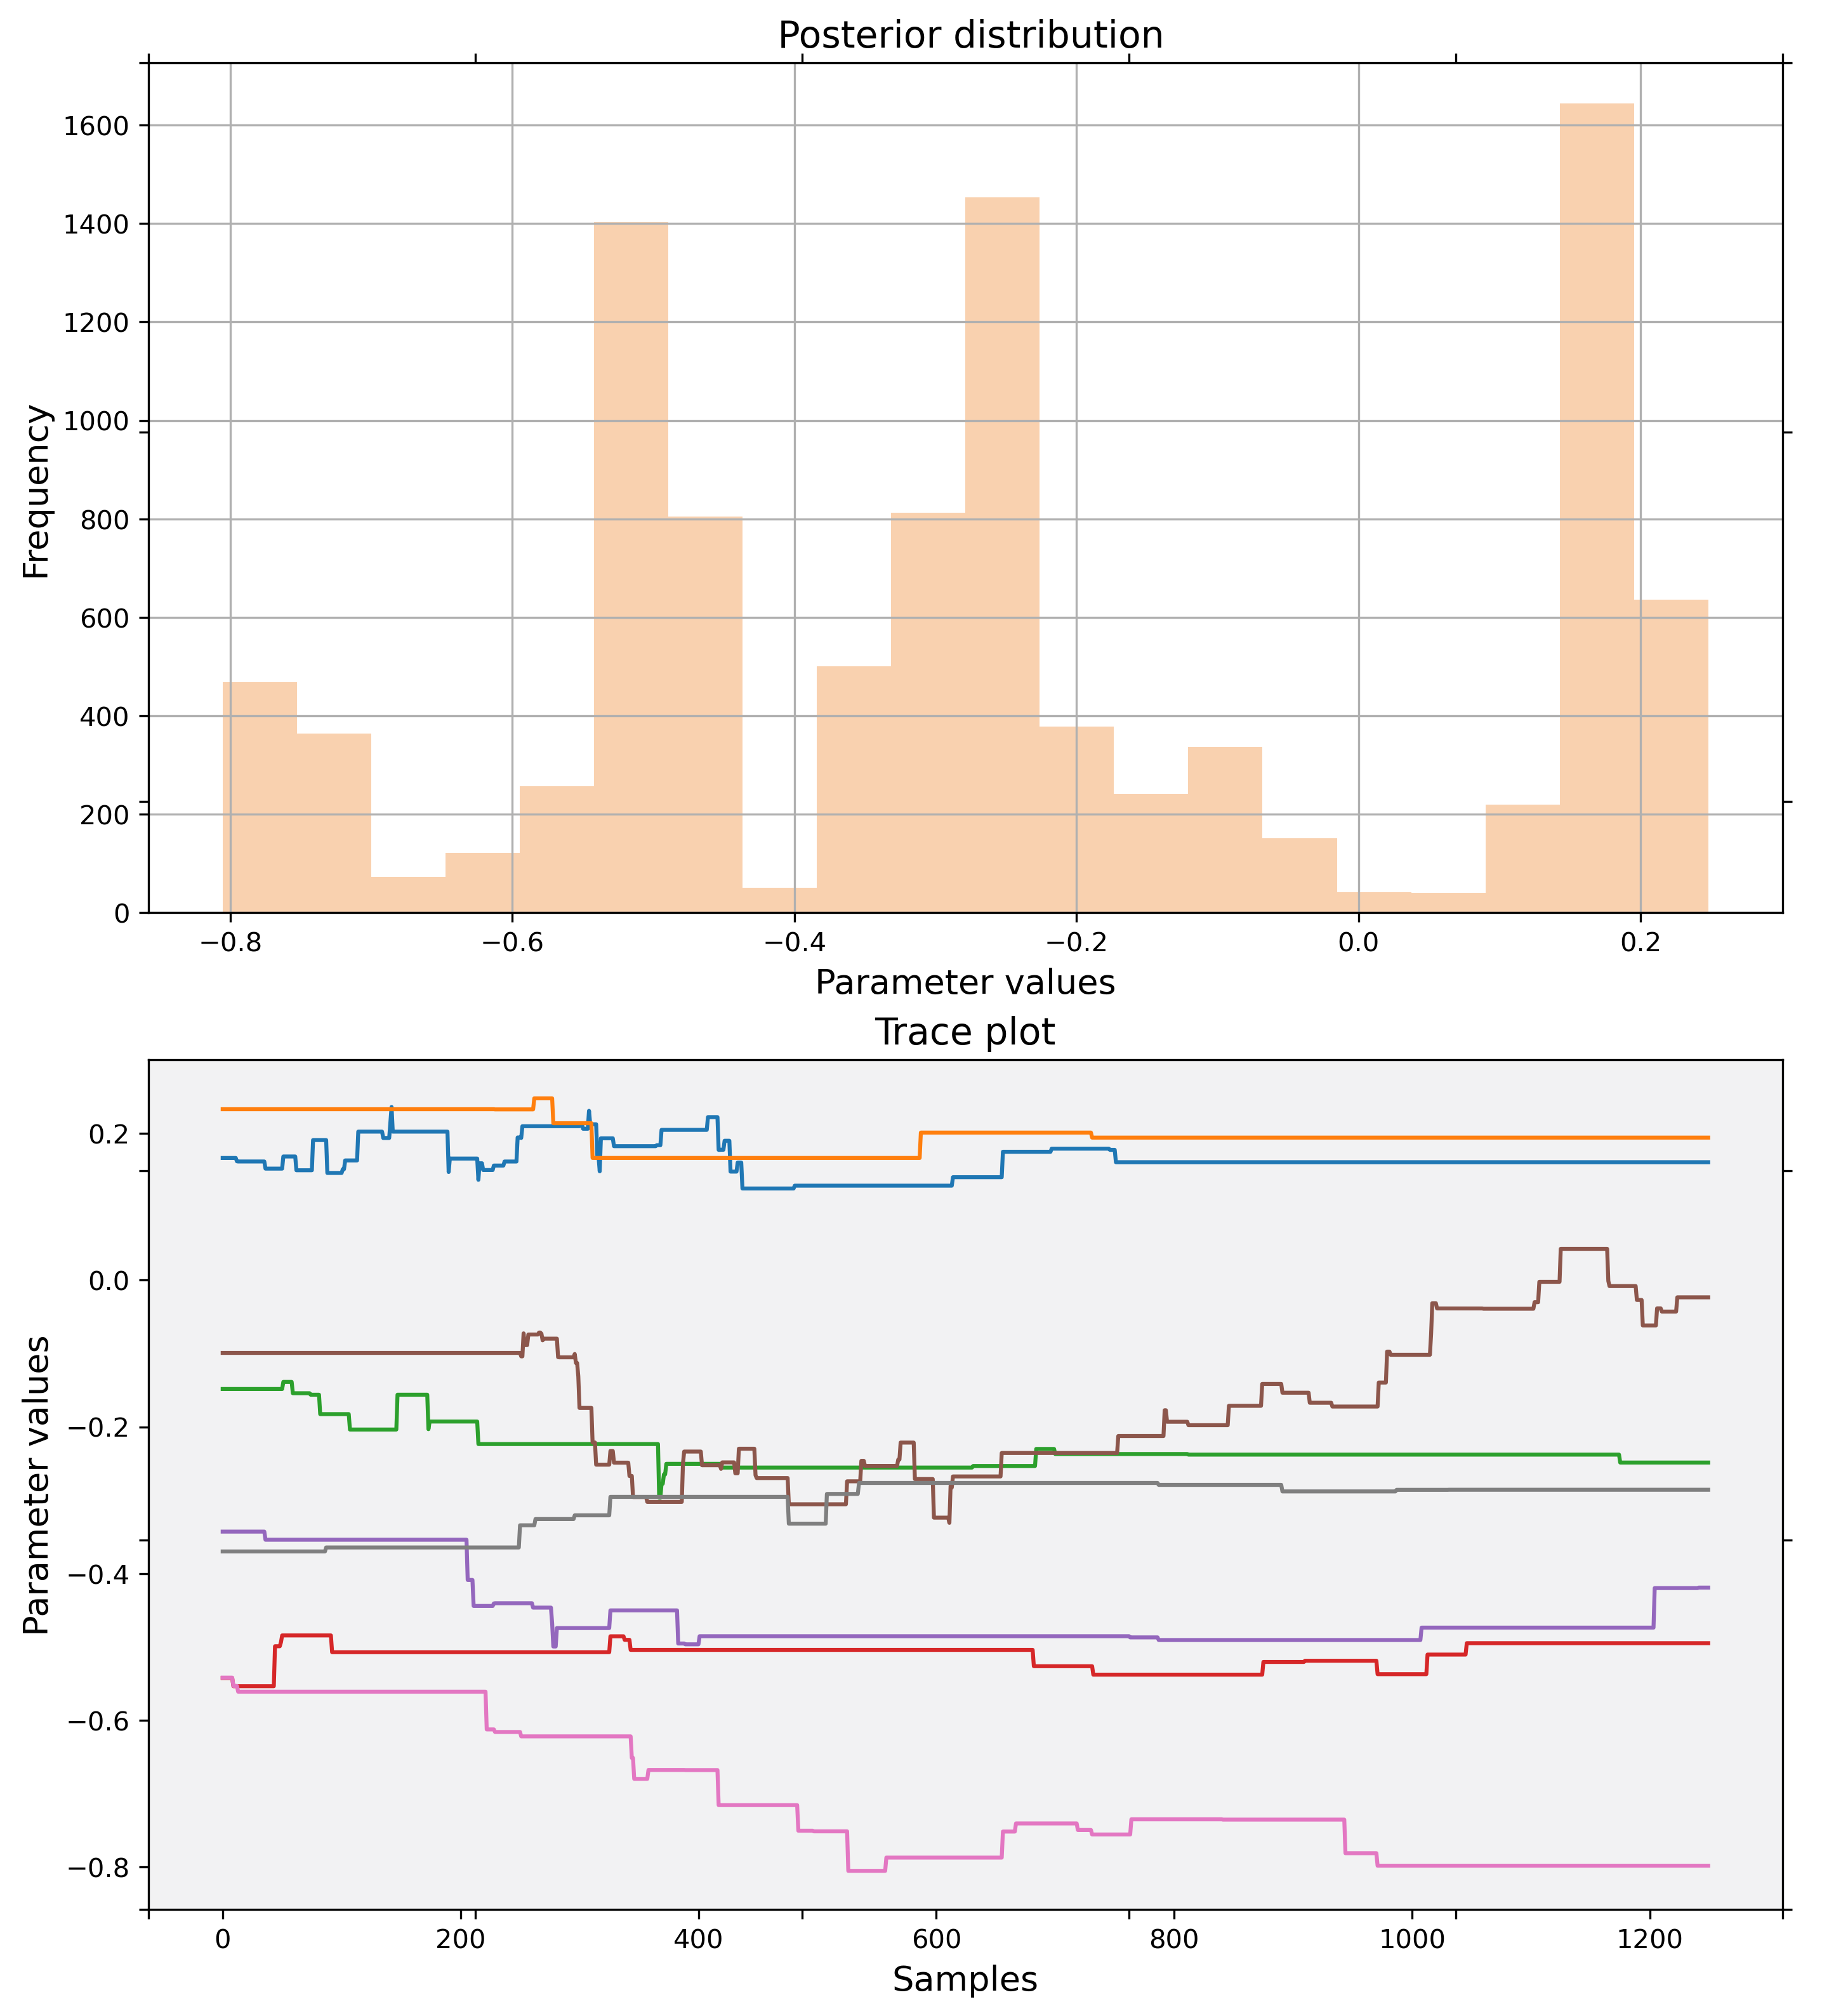 Posterior distribution
1600
1400
1200
1000
800
600
400
200
0
Frequency
−0.8 −0.6 −0.4 −0.2 0.0 0.2
Parameter values
Trace plot
0.2
0.0
−0.2
−0.4
−0.6
−0.8
Parameter values
0 200 400 600 800 1000 1200
Samples